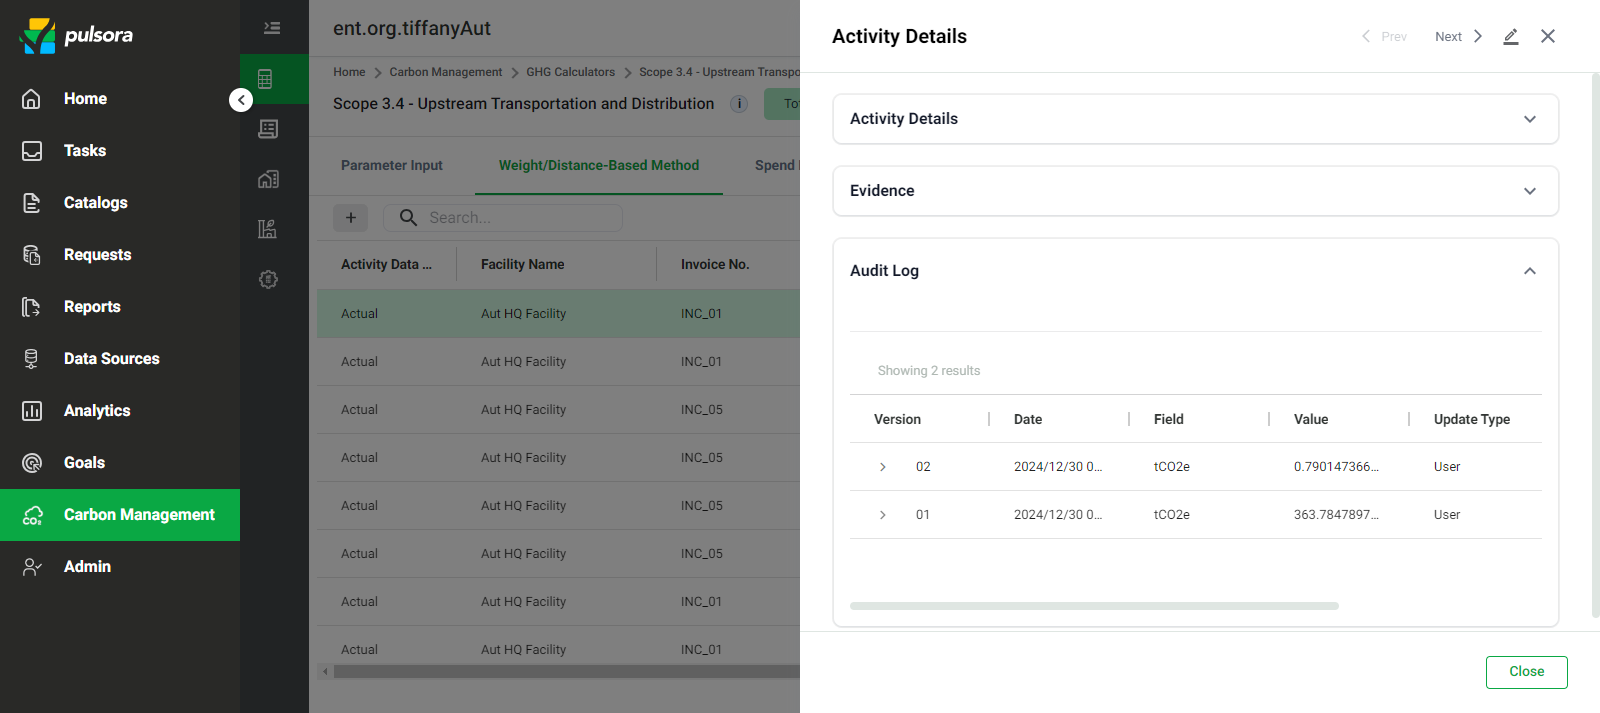 pulsora
Home
Tasks
Catalogs
Requests
Reports
Data Sources
Analytics
Goals
Carbon Management
Admin
ent.org.tiffanyAut
Home > Carbon Management > GHG Calculators > Scope 3.4 - Upstream Transpo
Scope 3.4 - Upstream Transportation and Distribution i To
Parameter Input Weight/Distance-Based Method Spend
+ Search...
Activity Data ... Facility Name Invoice No.
Actual Aut HQ Facility INC_01
Actual Aut HQ Facility INC_01
Actual Aut HQ Facility INC_05
Actual Aut HQ Facility INC_05
Actual Aut HQ Facility INC_05
Actual Aut HQ Facility INC_05
Actual Aut HQ Facility INC_01
Actual Aut HQ Facility INC_01
Activity Details
Prev Next
Activity Details
Evidence
Audit Log
Showing 2 results
Version Date Field Value Update Type
02 2024/12/30 0... tCO2e 0.790147366... User
01 2024/12/30 0... tCO2e 363.7847897... User
Close